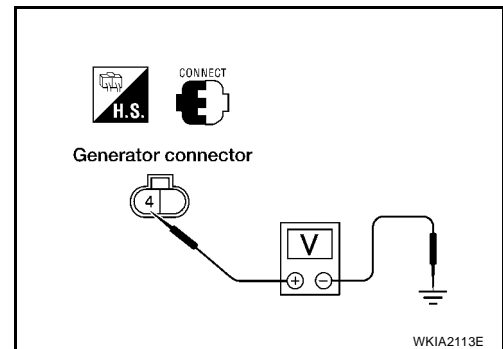 H.S.
CONNECT
Generator connector
4
V
+ −
WKIA2113E